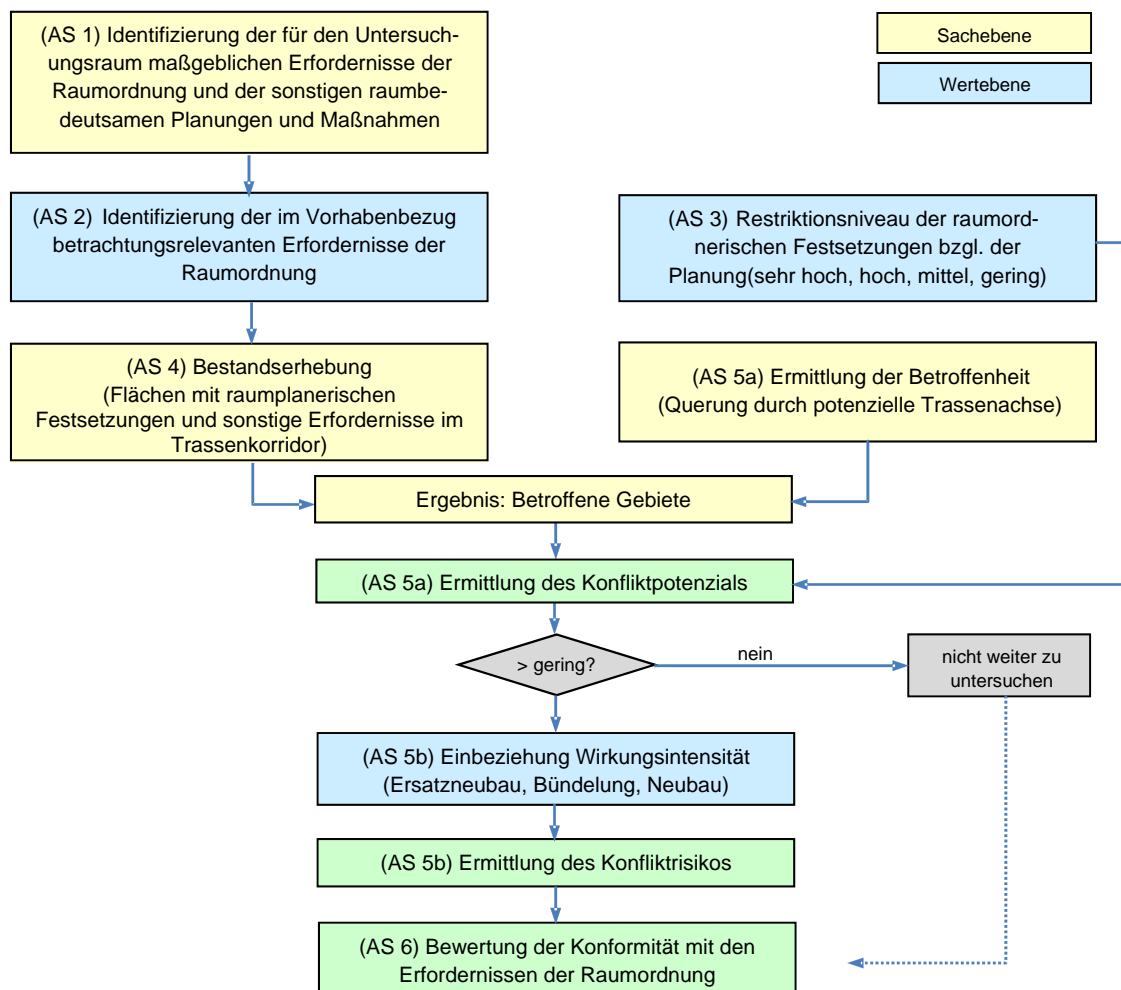 (AS 1) Identifizierung der für den Untersuch-
ungsraum maßgeblichen Erfordernisse der
Raumordnung und der sonstigen raumbe-
deutsamen Planungen und Maßnahmen
Sachebene
Wertebene
(AS 2) Identifizierung der im Vorhabenbezug
betrachtungsrelevanten Erfordernisse der
Raumordnung
(AS 3) Restriktionsniveau der raumord-
nerischen Festsetzungen bzgl. der
Planung(sehr hoch, hoch, mittel, gering)
(AS 4) Bestandserhebung
(Flächen mit raumplanerischen
Festsetzungen und sonstige Erfordernisse im
Trassenkorridor)
(AS 5a) Ermittlung der Betroffenheit
(Querung durch potenzielle Trassenachse)
Ergebnis: Betroffene Gebiete
(AS 5a) Ermittlung des Konfliktpotenzials
> gering?
nein
nicht weiter zu
untersuchen
(AS 5b) Einbeziehung Wirkungsintensität
(Ersatzneubau, Bündelung, Neubau)
(AS 5b) Ermittlung des Konfliktrisikos
(AS 6) Bewertung der Konformität mit den
Erfordernissen der Raumordnung